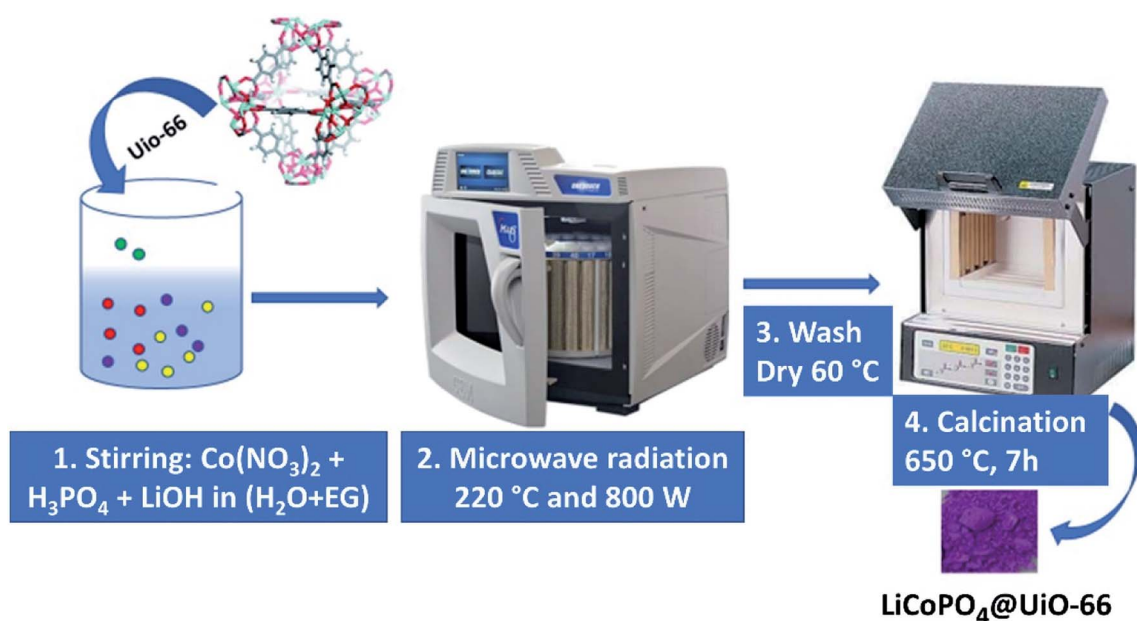 Uio-66
1. Stirring: Co(NO₃)₂ +
H₃PO₄ + LiOH in (H₂O+EG)
2. Microwave radiation
220 °C and 800 W
3. Wash
Dry 60 °C
4. Calcination
650 °C, 7h
LiCoPO₄@UiO-66